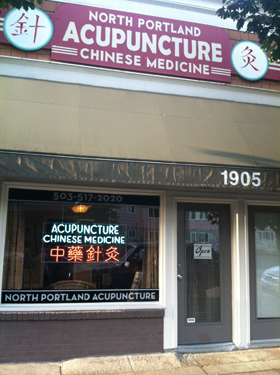 針
NORTH PORTLAND
ACUPUNCTURE
CHINESE MEDICINE
灸
1905
503-517-2020
ACUPUNCTURE
CHINESE MEDICINE
中藥針灸
NORTH PORTLAND ACUPUNCTURE
Open